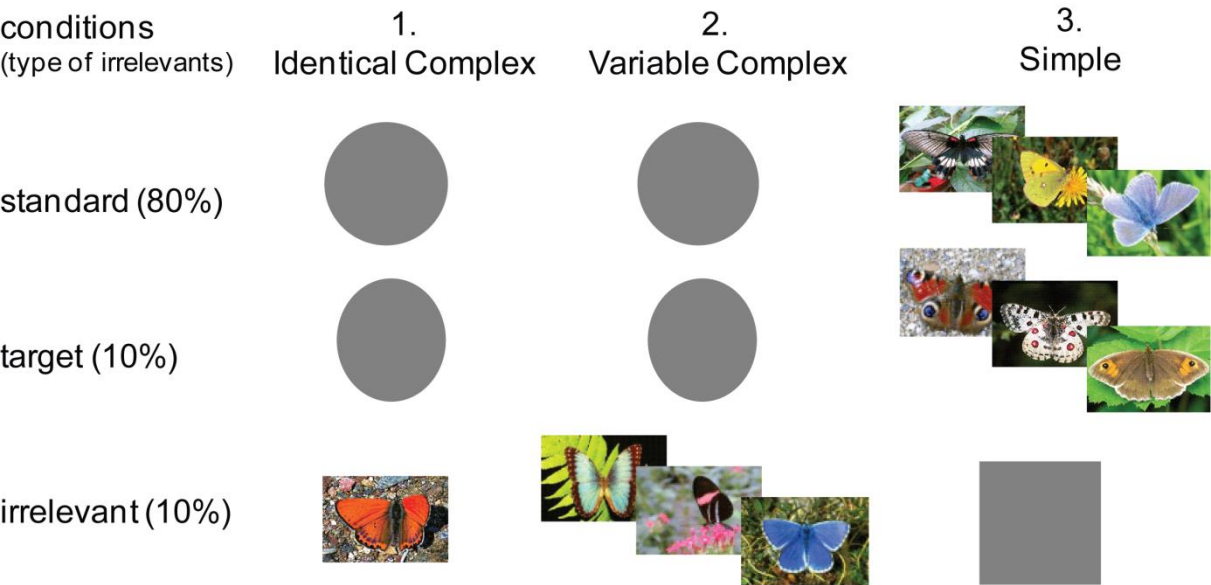 conditions
(type of irrelevants)
1.
Identical Complex
2.
Variable Complex
3.
Simple
standard (80%)
target (10%)
irrelevant (10%)